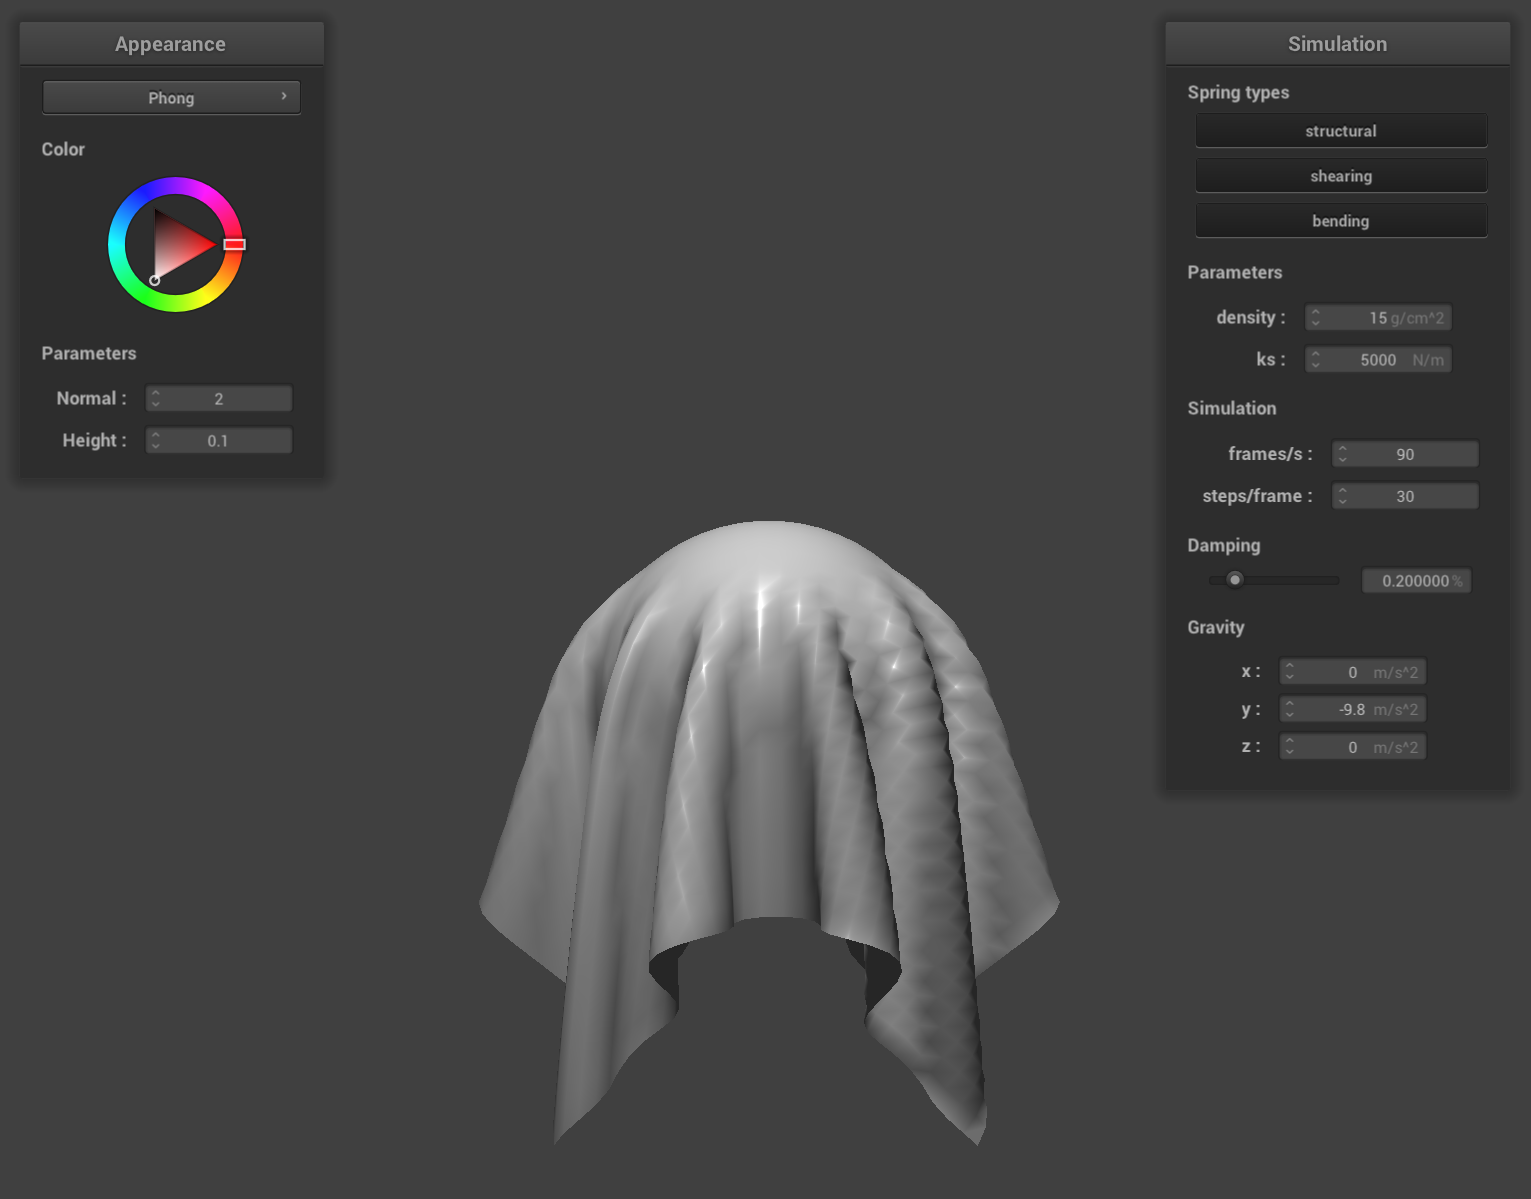 Appearance
Phong
Color
Parameters
Normal : 2
Height : 0.1
Simulation
Spring types
structural
shearing
bending
Parameters
density : 15 g/cm^2
ks : 5000 N/m
Simulation
frames/s : 90
steps/frame : 30
Damping
0.200000 %
Gravity
x : 0 m/s^2
y : -9.8 m/s^2
z : 0 m/s^2